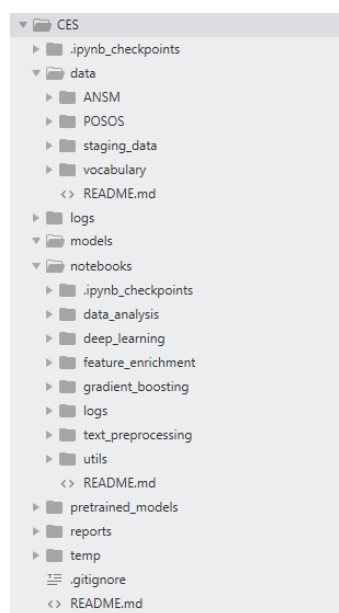 CES
.ipynb_checkpoints
data
ANSM
POSOS
staging_data
vocabulary
<> README.md
logs
models
notebooks
.ipynb_checkpoints
data_analysis
deep_learning
feature_enrichment
gradient_boosting
logs
text_preprocessing
utils
<> README.md
pretrained_models
reports
temp
.gitignore
<> README.md